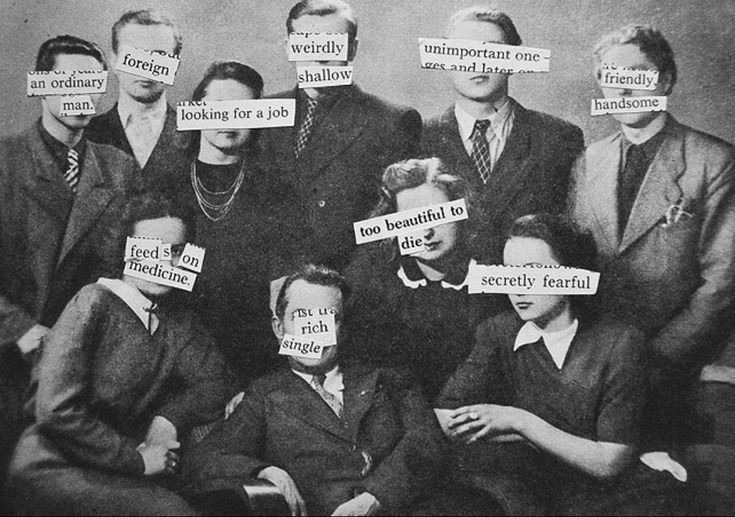 weirdly
shallow
foreign
unimportant one
ges and later on
friendly,
handsome
an ordinary
man.
looking for a job
too beautiful to
die
feed s on
medicine.
secretly fearful
rich
single